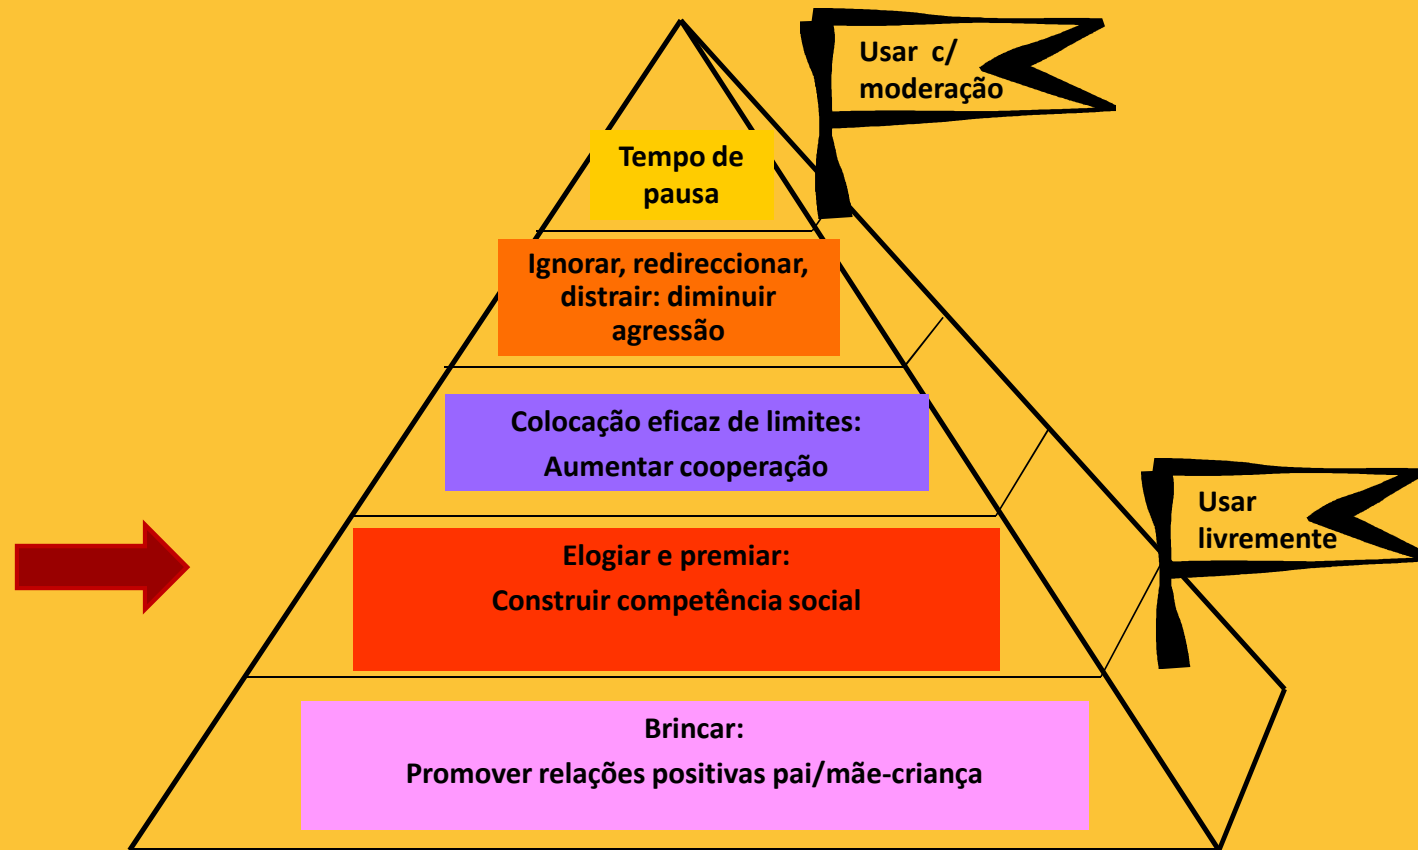 Usar c/
moderação
Tempo de
pausa
Ignorar, redireccionar,
distrair: diminuir
agressão
Colocação eficaz de limites:
Aumentar cooperação
Usar
livremente
Elogiar e premiar:
Construir competência social
Brincar:
Promover relações positivas pai/mãe-criança